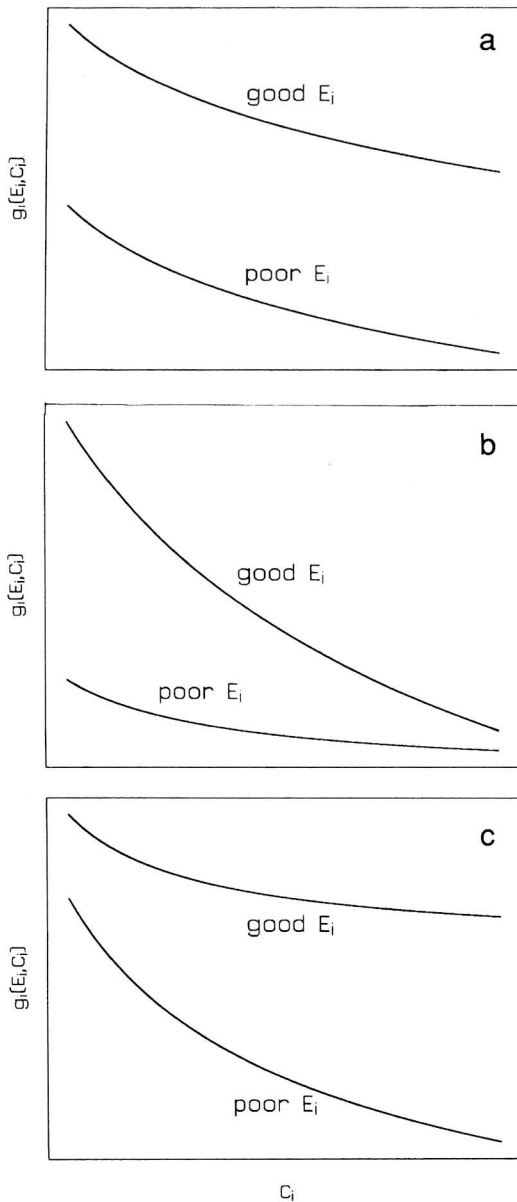 a
good Eᵢ
gᵢ(Eᵢ,Cᵢ)
poor Eᵢ
b
good Eᵢ
gᵢ(Eᵢ,Cᵢ)
poor Eᵢ
c
good Eᵢ
gᵢ(Eᵢ,Cᵢ)
poor Eᵢ
Cᵢ